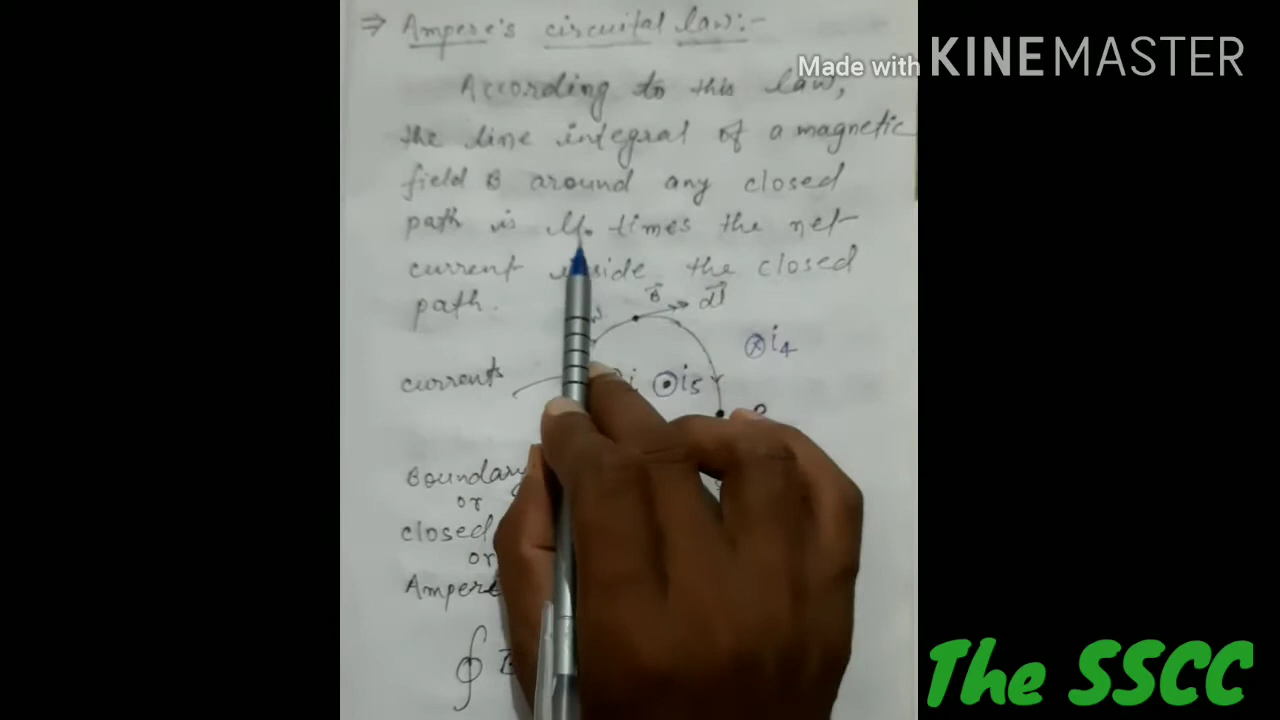 ⇒ Ampere's circuital law:-
Made with KINEMASTER
According to this law,
the line integral of a magnetic
field B around any closed
path is μ₀ times the net
current inside the closed
path.
B⃗ dl⃗
⊗ i₄
currents i ⊙ i₅
Boundary
or
closed
or
Ampere
∮ B
The SSCC